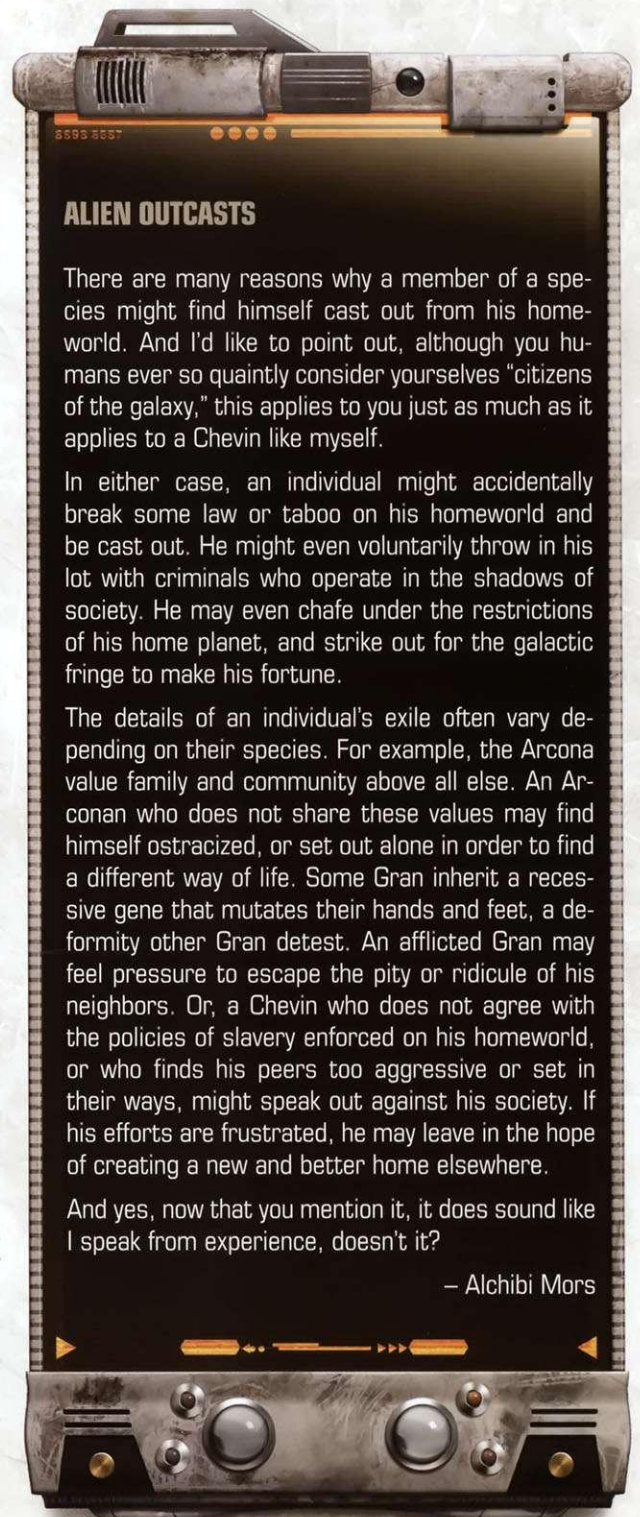 ALIEN OUTCASTS
There are many reasons why a member of a spe-
cies might find himself cast out from his home-
world. And I'd like to point out, although you hu-
mans ever so quaintly consider yourselves “citizens
of the galaxy,” this applies to you just as much as it
applies to a Chevin like myself.
In either case, an individual might accidentally
break some law or taboo on his homeworld and
be cast out. He might even voluntarily throw in his
lot with criminals who operate in the shadows of
society. He may even chafe under the restrictions
of his home planet, and strike out for the galactic
fringe to make his fortune.
The details of an individual's exile often vary de-
pending on their species. For example, the Arcona
value family and community above all else. An Ar-
conan who does not share these values may find
himself ostracized, or set out alone in order to find
a different way of life. Some Gran inherit a reces-
sive gene that mutates their hands and feet, a de-
formity other Gran detest. An afflicted Gran may
feel pressure to escape the pity or ridicule of his
neighbors. Or, a Chevin who does not agree with
the policies of slavery enforced on his homeworld,
or who finds his peers too aggressive or set in
their ways, might speak out against his society. If
his efforts are frustrated, he may leave in the hope
of creating a new and better home elsewhere.
And yes, now that you mention it, it does sound like
I speak from experience, doesn't it?
– Alchibi Mors